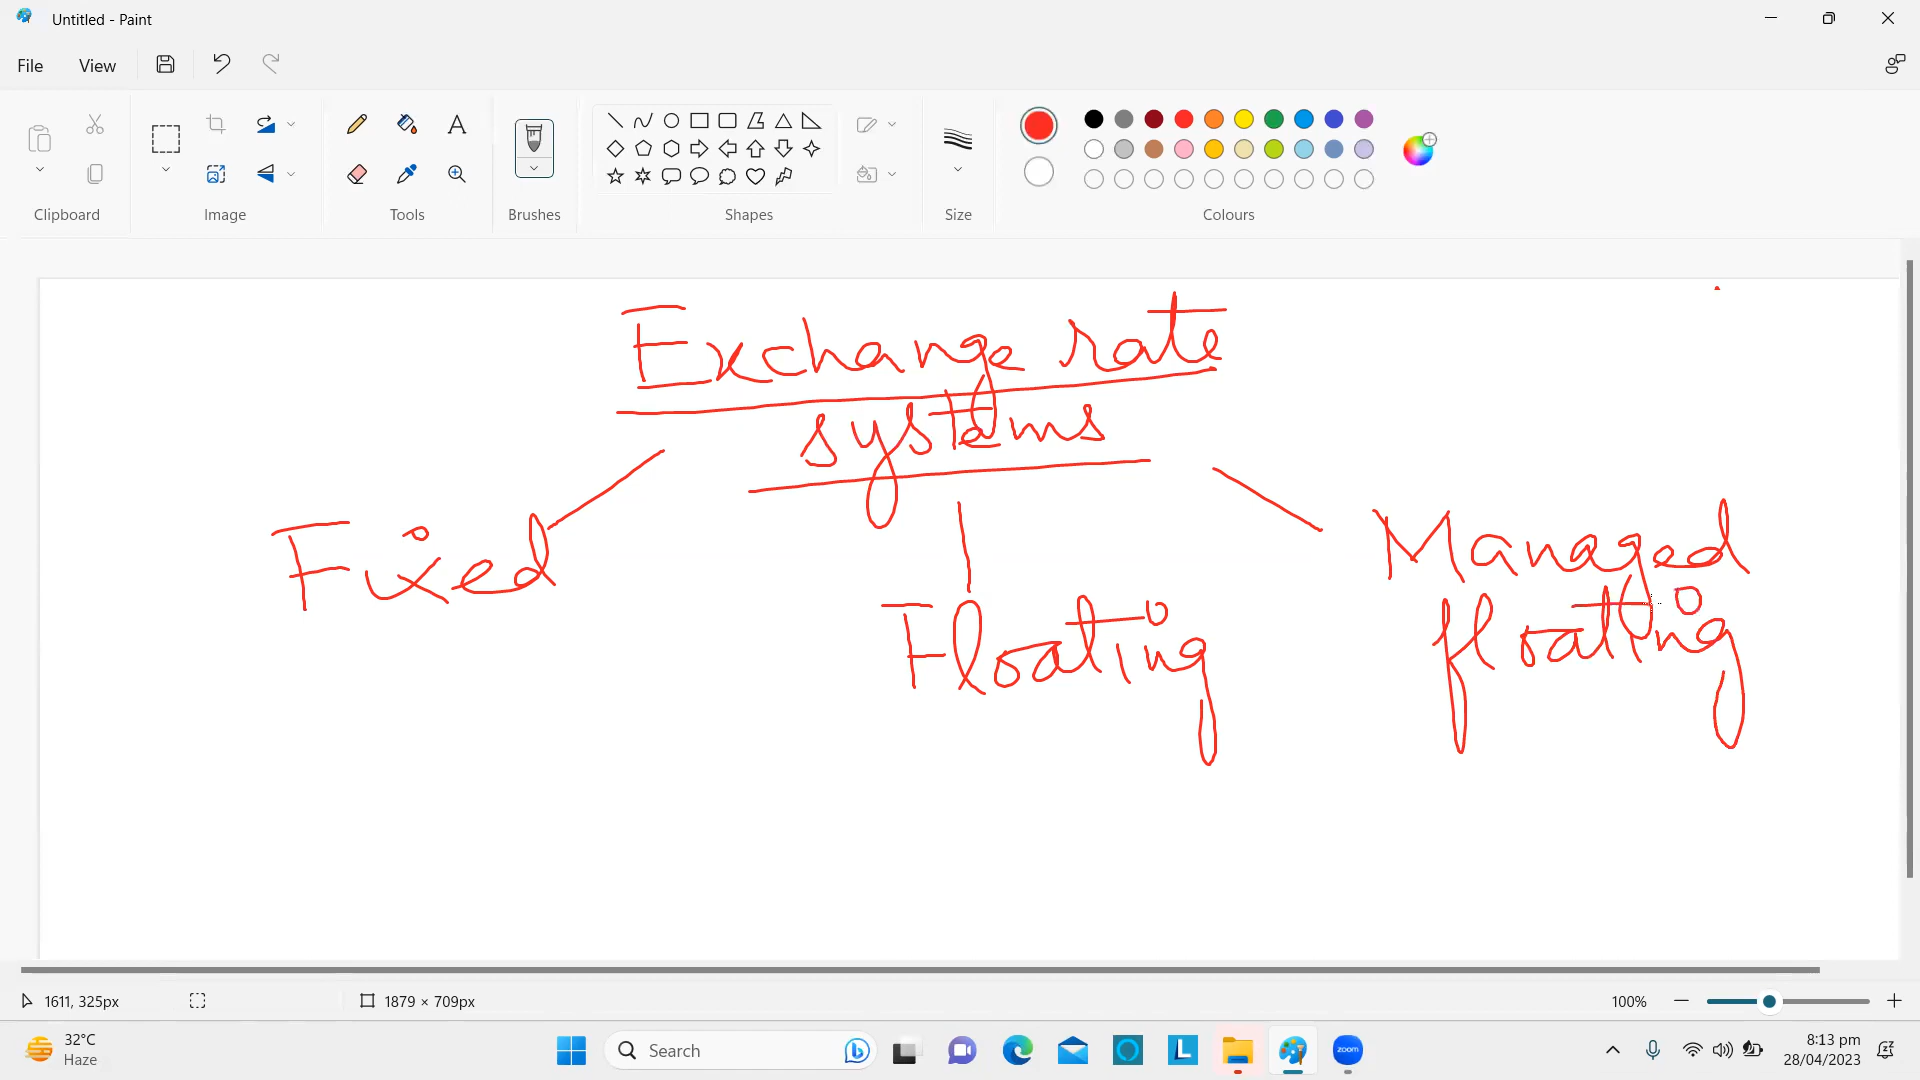 Untitled - Paint
File
View
Clipboard
Image
Tools
Brushes
Shapes
Size
Colours
Exchange rate
systems
Fixed
Floating
Managed
floating
1611, 325px
1879 × 709px
100%
32°C
Haze
Search
zoom
8:13 pm
28/04/2023